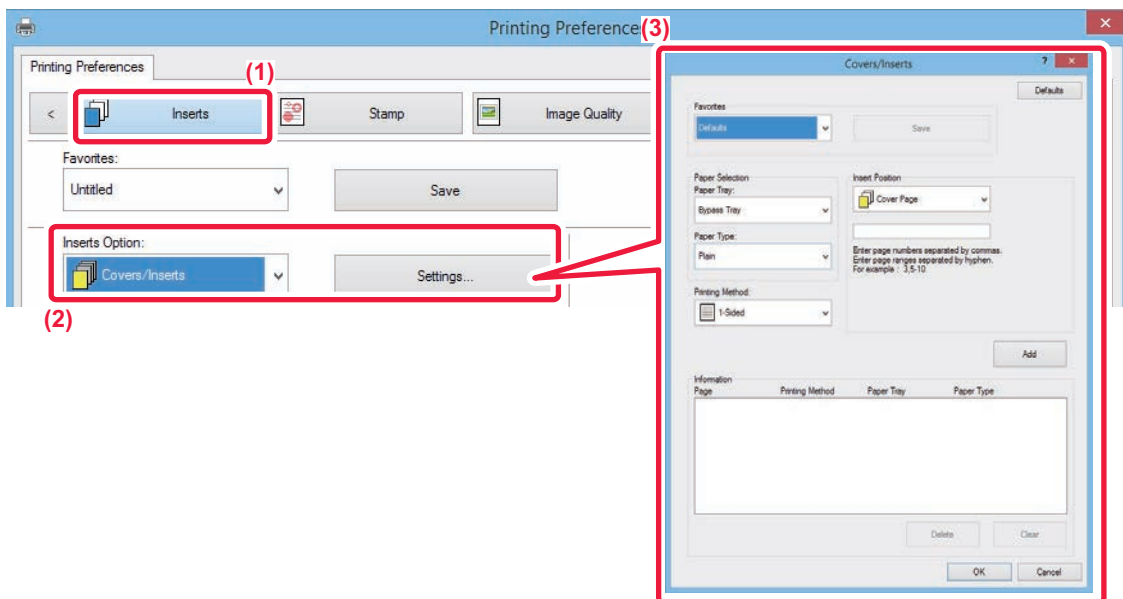 Printing Preference
(3)
Printing Preferences
(1)
<
Inserts
Stamp
Image Quality
Favorites:
Untitled
Save
Inserts Option:
Covers/Inserts
Settings...
(2)
Covers/Inserts
?
Defaults
Favorites
Defaults
Save
Paper Selection
Paper Tray:
Bypass Tray
Paper Type:
Plain
Printing Method:
1-Sided
Insert Position
Cover Page
Enter page numbers separated by commas.
Enter page ranges separated by hyphen.
For example : 3,5-10
Add
Information
Page Printing Method Paper Tray Paper Type
Delete Clear
OK Cancel